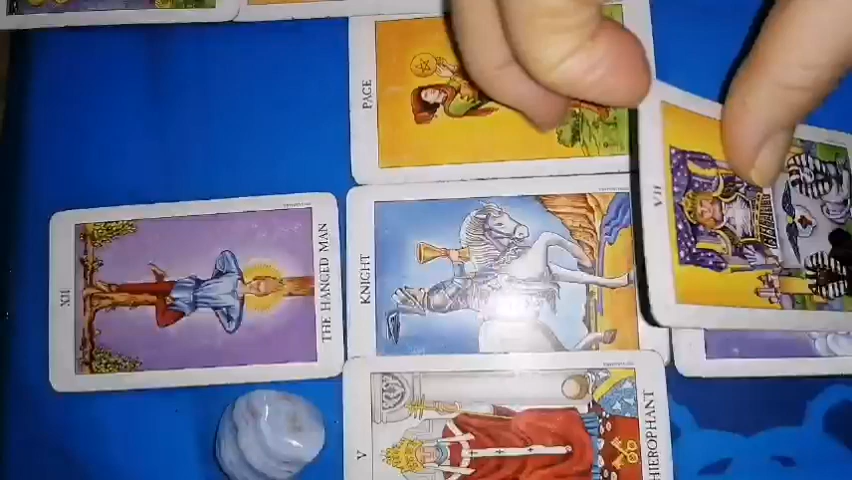 PAGE
VII
XII
THE HANGED MAN
KNIGHT
V
HIEROPHANT